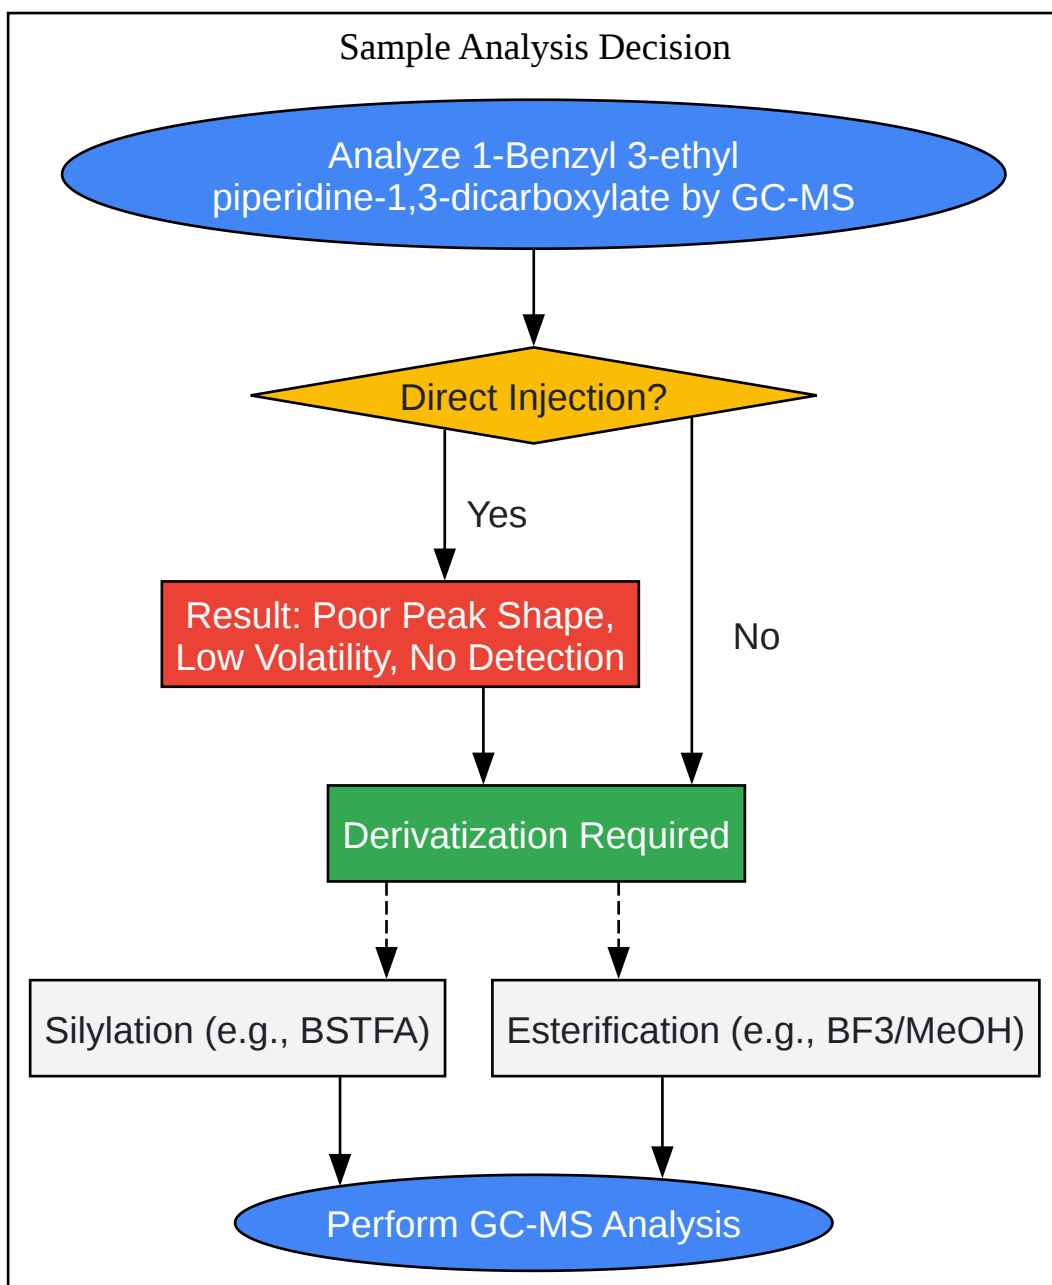 Sample Analysis Decision
Analyze 1-Benzyl 3-ethyl
piperidine-1,3-dicarboxylate by GC-MS
Direct Injection?
Yes
Result: Poor Peak Shape,
Low Volatility, No Detection
No
Derivatization Required
Silylation (e.g., BSTFA)
Esterification (e.g., BF3/MeOH)
Perform GC-MS Analysis